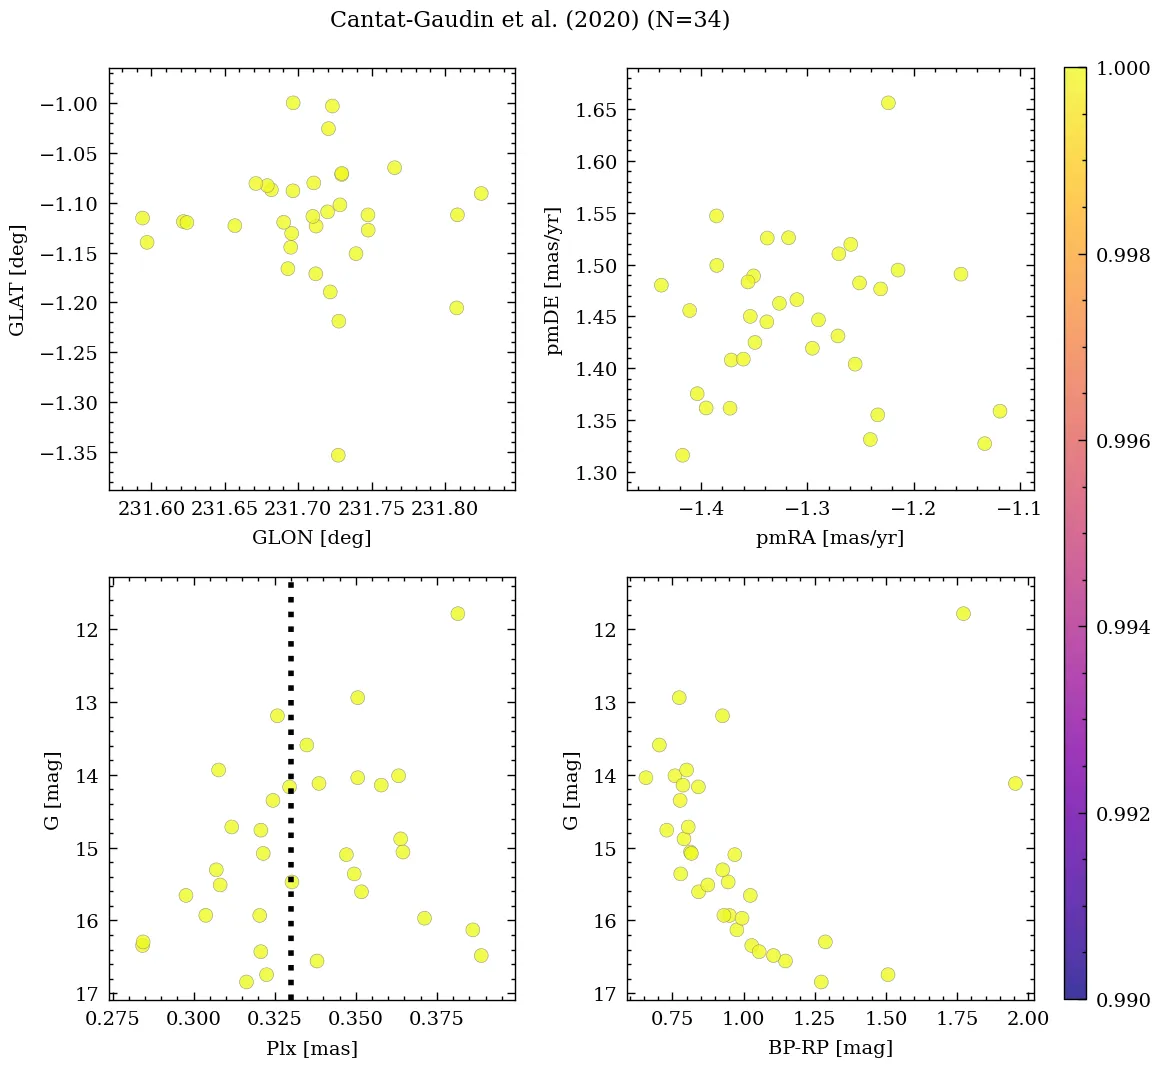 Cantat-Gaudin et al. (2020) (N=34)
−1.00
−1.05
−1.10
−1.15
−1.20
−1.25
−1.30
−1.35
GLAT [deg]
231.60 231.65 231.70 231.75 231.80
GLON [deg]
1.65
1.60
1.55
1.50
1.45
1.40
1.35
1.30
pmDE [mas/yr]
−1.4 −1.3 −1.2 −1.1
pmRA [mas/yr]
12
13
14
15
16
17
G [mag]
0.275 0.300 0.325 0.350 0.375
Plx [mas]
12
13
14
15
16
17
G [mag]
0.75 1.00 1.25 1.50 1.75 2.00
BP-RP [mag]
1.000
0.998
0.996
0.994
0.992
0.990